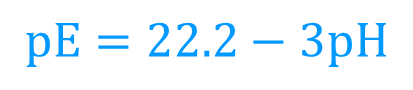 pE = 22.2 − 3pH